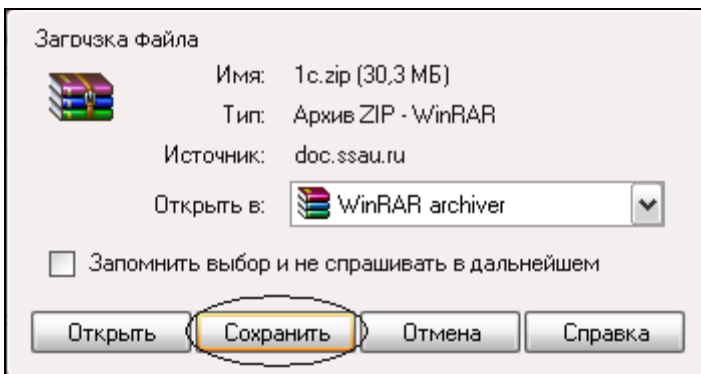 Загрузка файла
Имя: 1c.zip (30,3 МБ)
Тип: Архив ZIP - WinRAR
Источник: doc.ssau.ru
Открыть в: WinRAR archiver
Запомнить выбор и не спрашивать в дальнейшем
Открыть Сохранить Отмена Справка